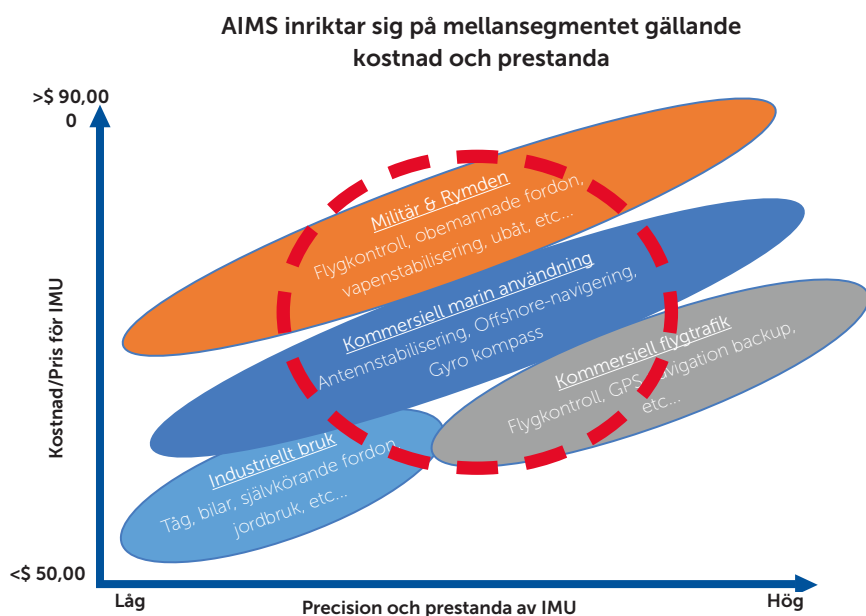 AIMS inriktar sig på mellansegmentet gällande
kostnad och prestanda
>$ 90,00
0
Kostnad/Pris för IMU
Militär & Rymden
Flygkontroll, obemannade fordon,
vapenstabilisering, ubåt, etc...
Kommersiell marin användning
Antennstabilisering, Offshore-navigering,
Gyro kompass
Kommersiell flygtrafik
Flygkontroll, GPS navigation backup,
etc...
Industriellt bruk
Tåg, bilar, självkörande fordon,
jordbruk, etc...
<$ 50,00
Låg
Precision och prestanda av IMU
Hög